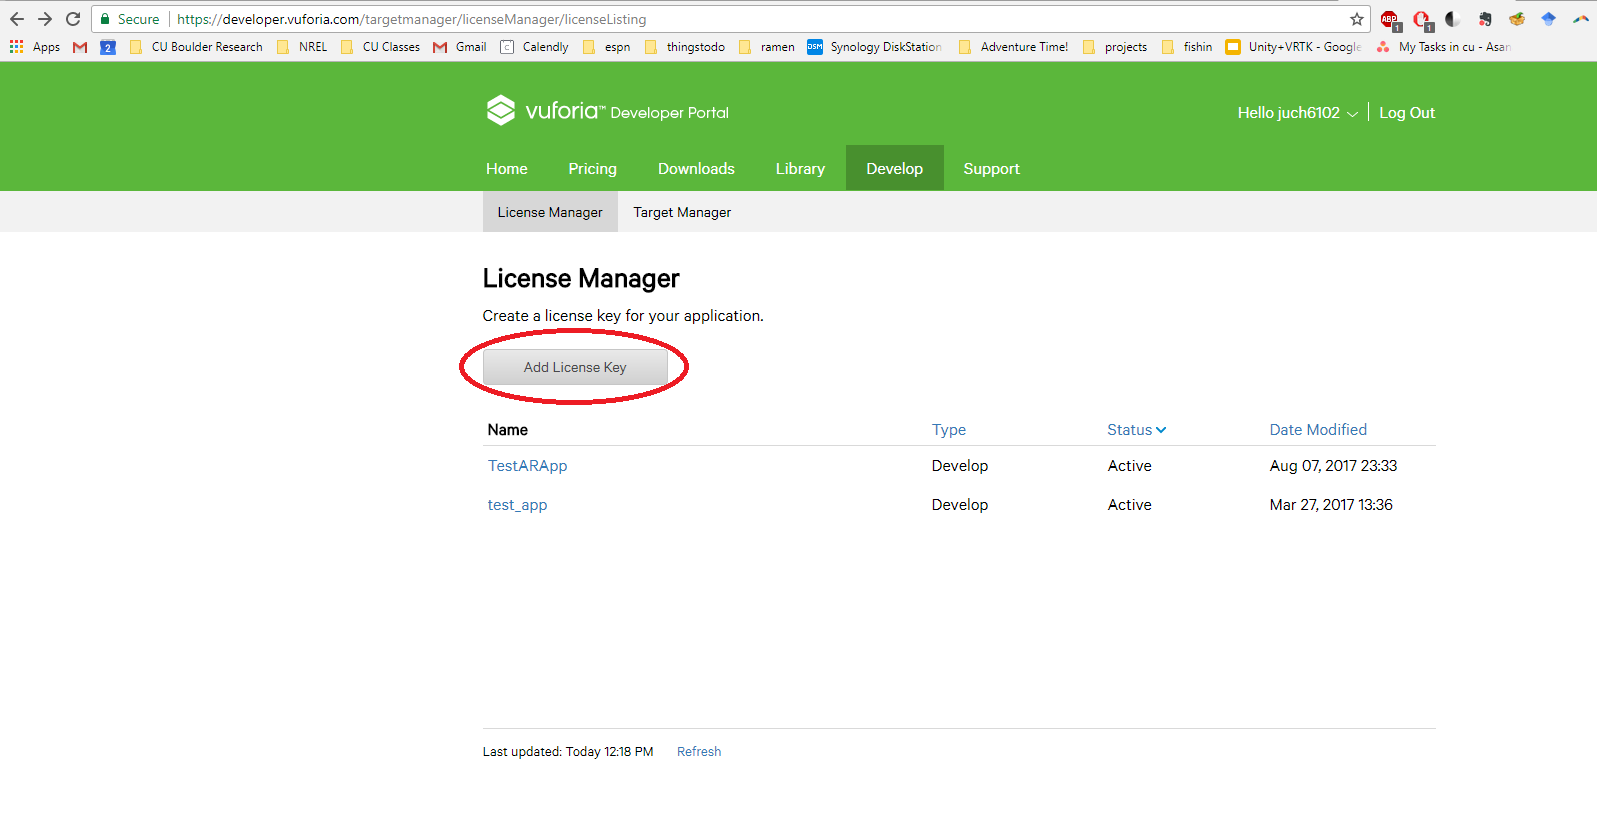 Secure https://developer.vuforia.com/targetmanager/licenseManager/licenseListing
ABP 1 1
Apps 2 CU Boulder Research NREL CU Classes Gmail C Calendly espn thingstodo ramen DSM Synology DiskStation Adventure Time! projects fishin Unity+VRTK - Google My Tasks in cu - Asan
vuforia™ Developer Portal
Hello juch6102 Log Out
Home Pricing Downloads Library Develop Support
License Manager Target Manager
License Manager
Create a license key for your application.
Add License Key
Name Type Status Date Modified
TestARApp Develop Active Aug 07, 2017 23:33
test_app Develop Active Mar 27, 2017 13:36
Last updated: Today 12:18 PM Refresh